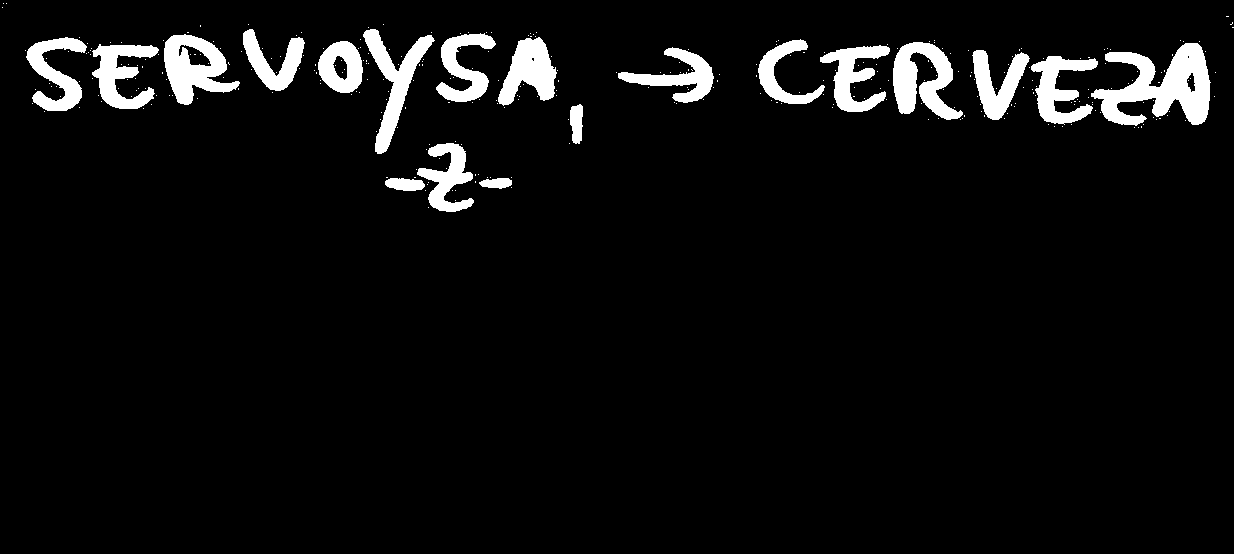 SERVOYSA, → CERVEZA
-Z-